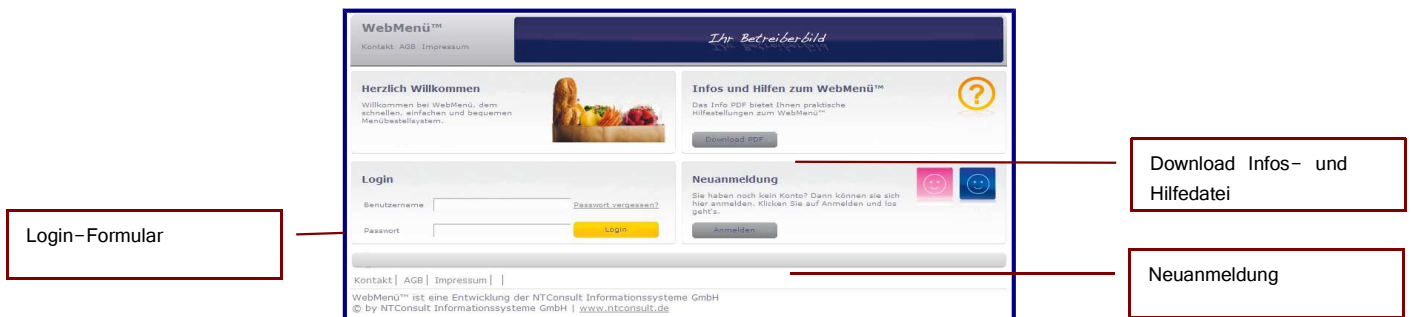 WebMenü™
Kontakt AGB Impressum
Ihr Betreiberbild
Herzlich Willkommen
Willkommen bei WebMenü, dem
schnellen, einfachen und bequemen
Menübestellsystem.
Infos und Hilfen zum WebMenü™
Das Info PDF bietet Ihnen praktische
Hilfestellungen zum WebMenü™
Download PDF
Login
Benutzername
Passwort vergessen?
Passwort
Login
Neuanmeldung
Sie haben noch kein Konto? Dann können sie sich
hier anmelden. Klicken Sie auf Anmelden und los
geht's.
Anmelden
Kontakt | AGB | Impressum | |
WebMenü™ ist eine Entwicklung der NTConsult Informationssysteme GmbH
© by NTConsult Informationssysteme GmbH | www.ntconsult.de
Login-Formular
Download Infos- und
Hilfedatei
Neuanmeldung